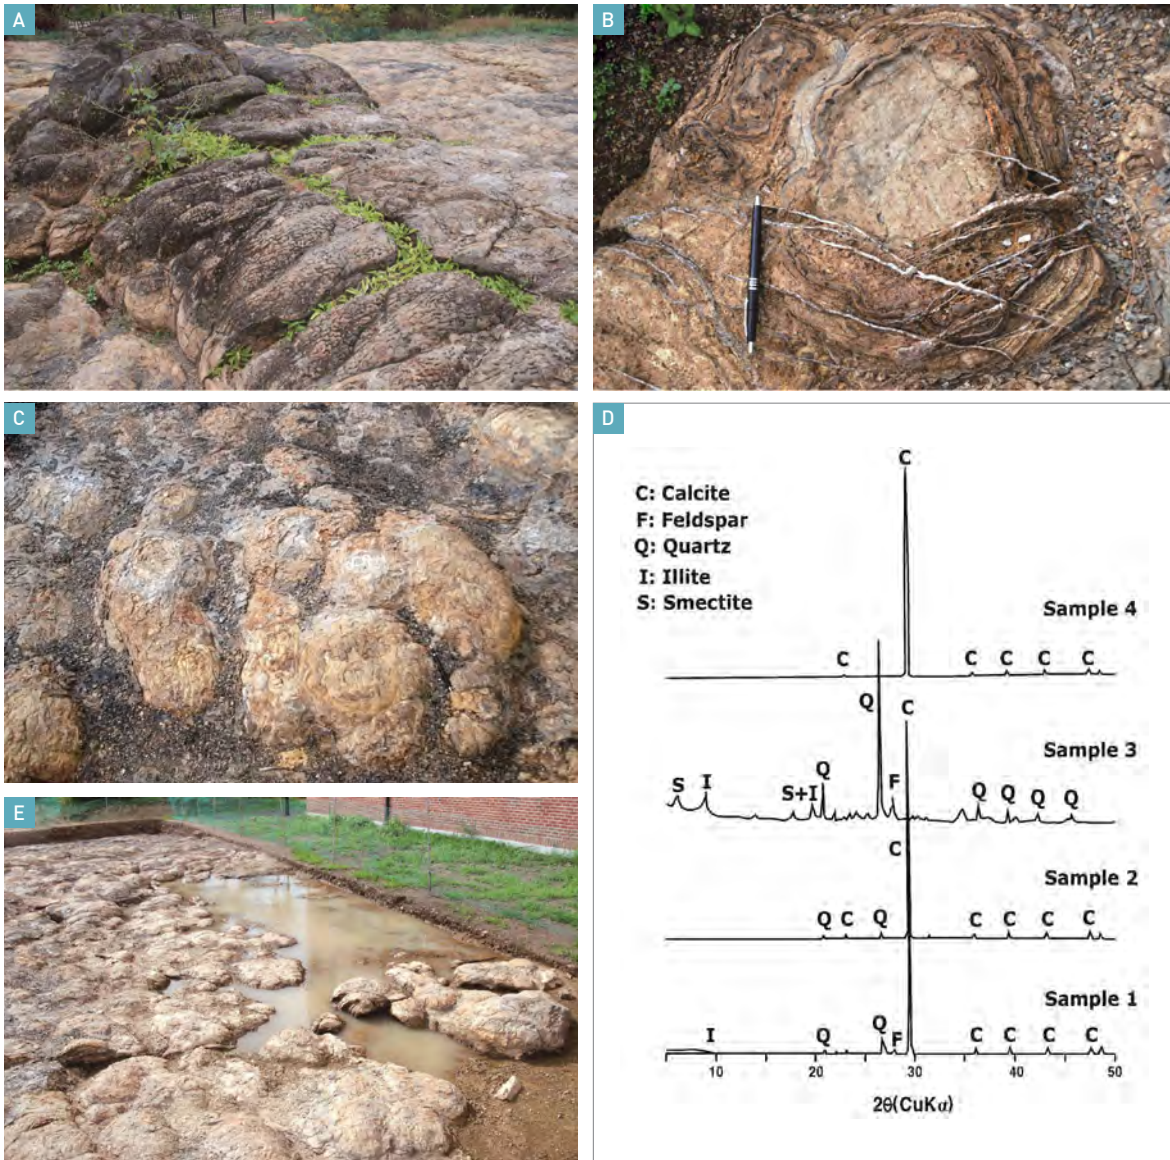 A
B
C
D
C: Calcite
F: Feldspar
Q: Quartz
I: Illite
S: Smectite
C
Sample 4
C C C C C
Q
C
Sample 3
S I S+I Q F Q Q Q Q
C
Sample 2
Q C Q C C C C
Sample 1
I Q Q F C C C C
10 20 30 40 50
2θ(CuKα)
E